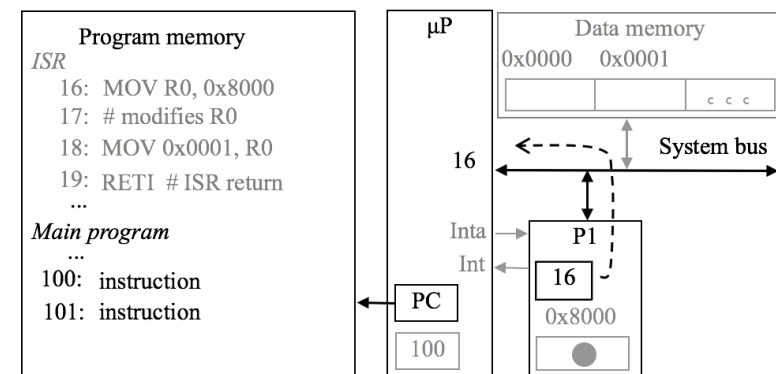 Program memory
ISR
16: MOV R0, 0x8000
17: # modifies R0
18: MOV 0x0001, R0
19: RETI # ISR return
...
Main program
...
100: instruction
101: instruction
μP
16
Inta
Int
PC
100
Data memory
0x0000 0x0001
c c c
System bus
P1
16
0x8000